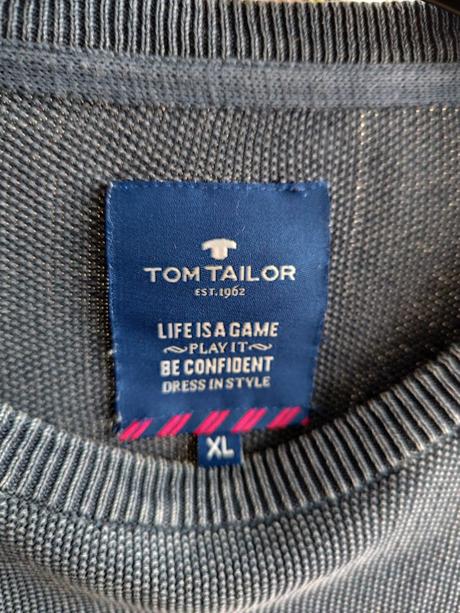 TOM TAILOR
EST.1962
LIFE IS A GAME
PLAY IT
BE CONFIDENT
DRESS IN STYLE
XL